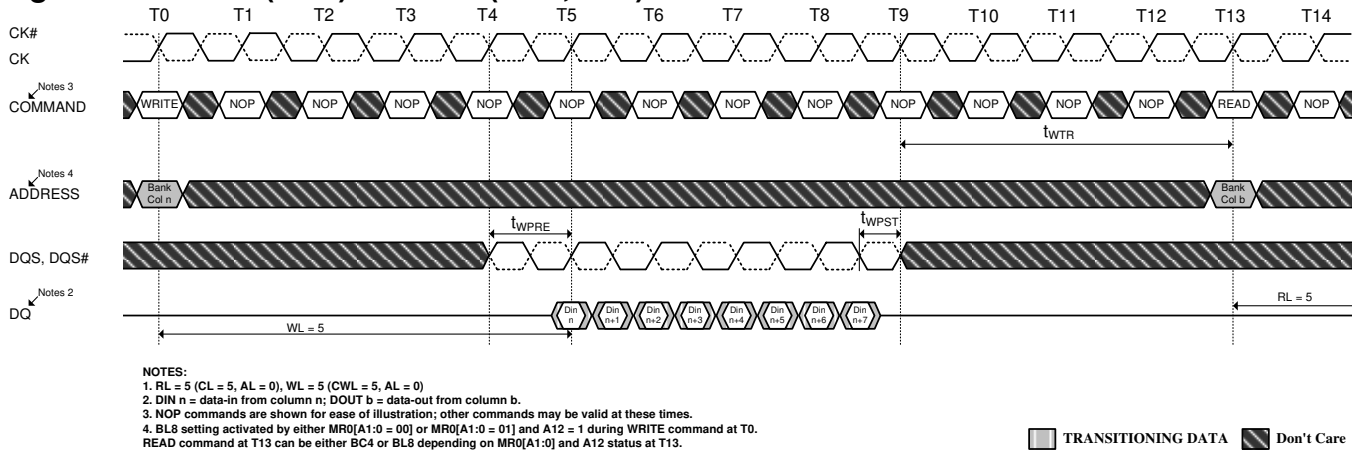 T0 T1 T2 T3 T4 T5 T6 T7 T8 T9 T10 T11 T12 T13 T14
CK#
CK
Notes 3
COMMAND WRITE NOP NOP NOP NOP NOP NOP NOP NOP NOP NOP NOP NOP READ NOP
tWTR
Notes 4
ADDRESS Bank Col n Bank Col b
tWPRE tWPST
DQS, DQS#
Notes 2
DQ Din n Din n+1 Din n+2 Din n+3 Din n+4 Din n+5 Din n+6 Din n+7 RL = 5
WL = 5
NOTES:
1. RL = 5 (CL = 5, AL = 0), WL = 5 (CWL = 5, AL = 0)
2. DIN n = data-in from column n; DOUT b = data-out from column b.
3. NOP commands are shown for ease of illustration; other commands may be valid at these times.
4. BL8 setting activated by either MR0[A1:0 = 00] or MR0[A1:0 = 01] and A12 = 1 during WRITE command at T0.
READ command at T13 can be either BC4 or BL8 depending on MR0[A1:0] and A12 status at T13.
TRANSITIONING DATA Don't Care